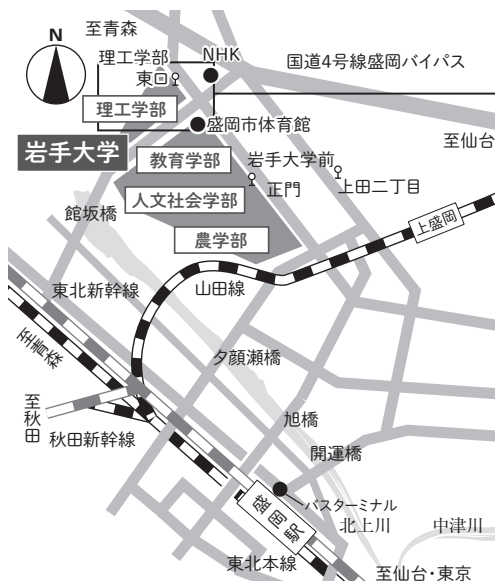 至青森
N
理工学部
東口
NHK
国道4号線盛岡バイパス
理工学部
盛岡市体育館
至仙台
岩手大学
教育学部
岩手大学前
正門
上田二丁目
人文社会学部
館坂橋
農学部
上盛岡
東北新幹線
山田線
至青森
夕顔瀬橋
至秋田
旭橋
秋田新幹線
開運橋
バスターミナル
盛岡駅
北上川
中津川
東北本線
至仙台・東京